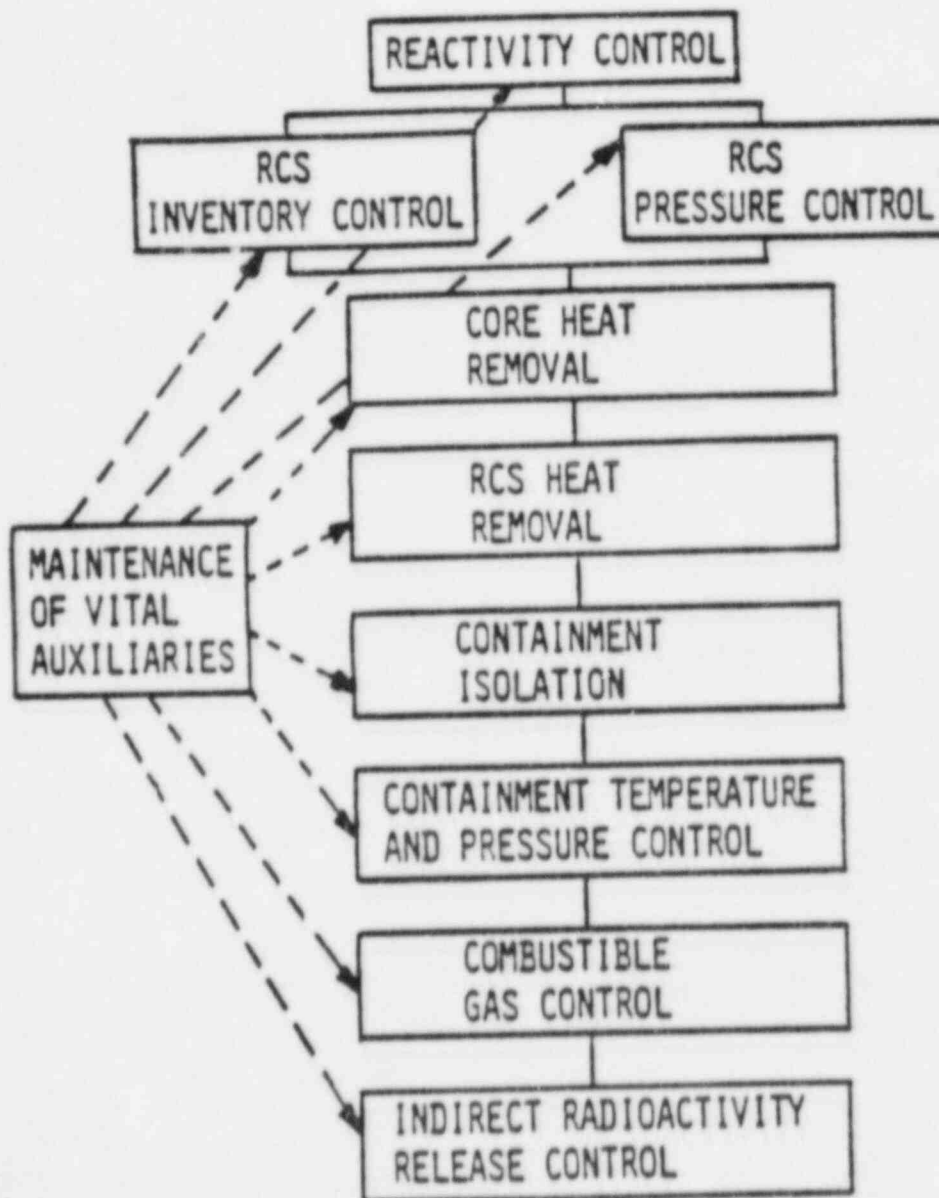 REACTIVITY CONTROL
RCS
INVENTORY CONTROL
RCS
PRESSURE CONTROL
CORE HEAT
REMOVAL
RCS HEAT
REMOVAL
MAINTENANCE
OF VITAL
AUXILIARIES
CONTAINMENT
ISOLATION
CONTAINMENT TEMPERATURE
AND PRESSURE CONTROL
COMBUSTIBLE
GAS CONTROL
INDIRECT RADIOACTIVITY
RELEASE CONTROL